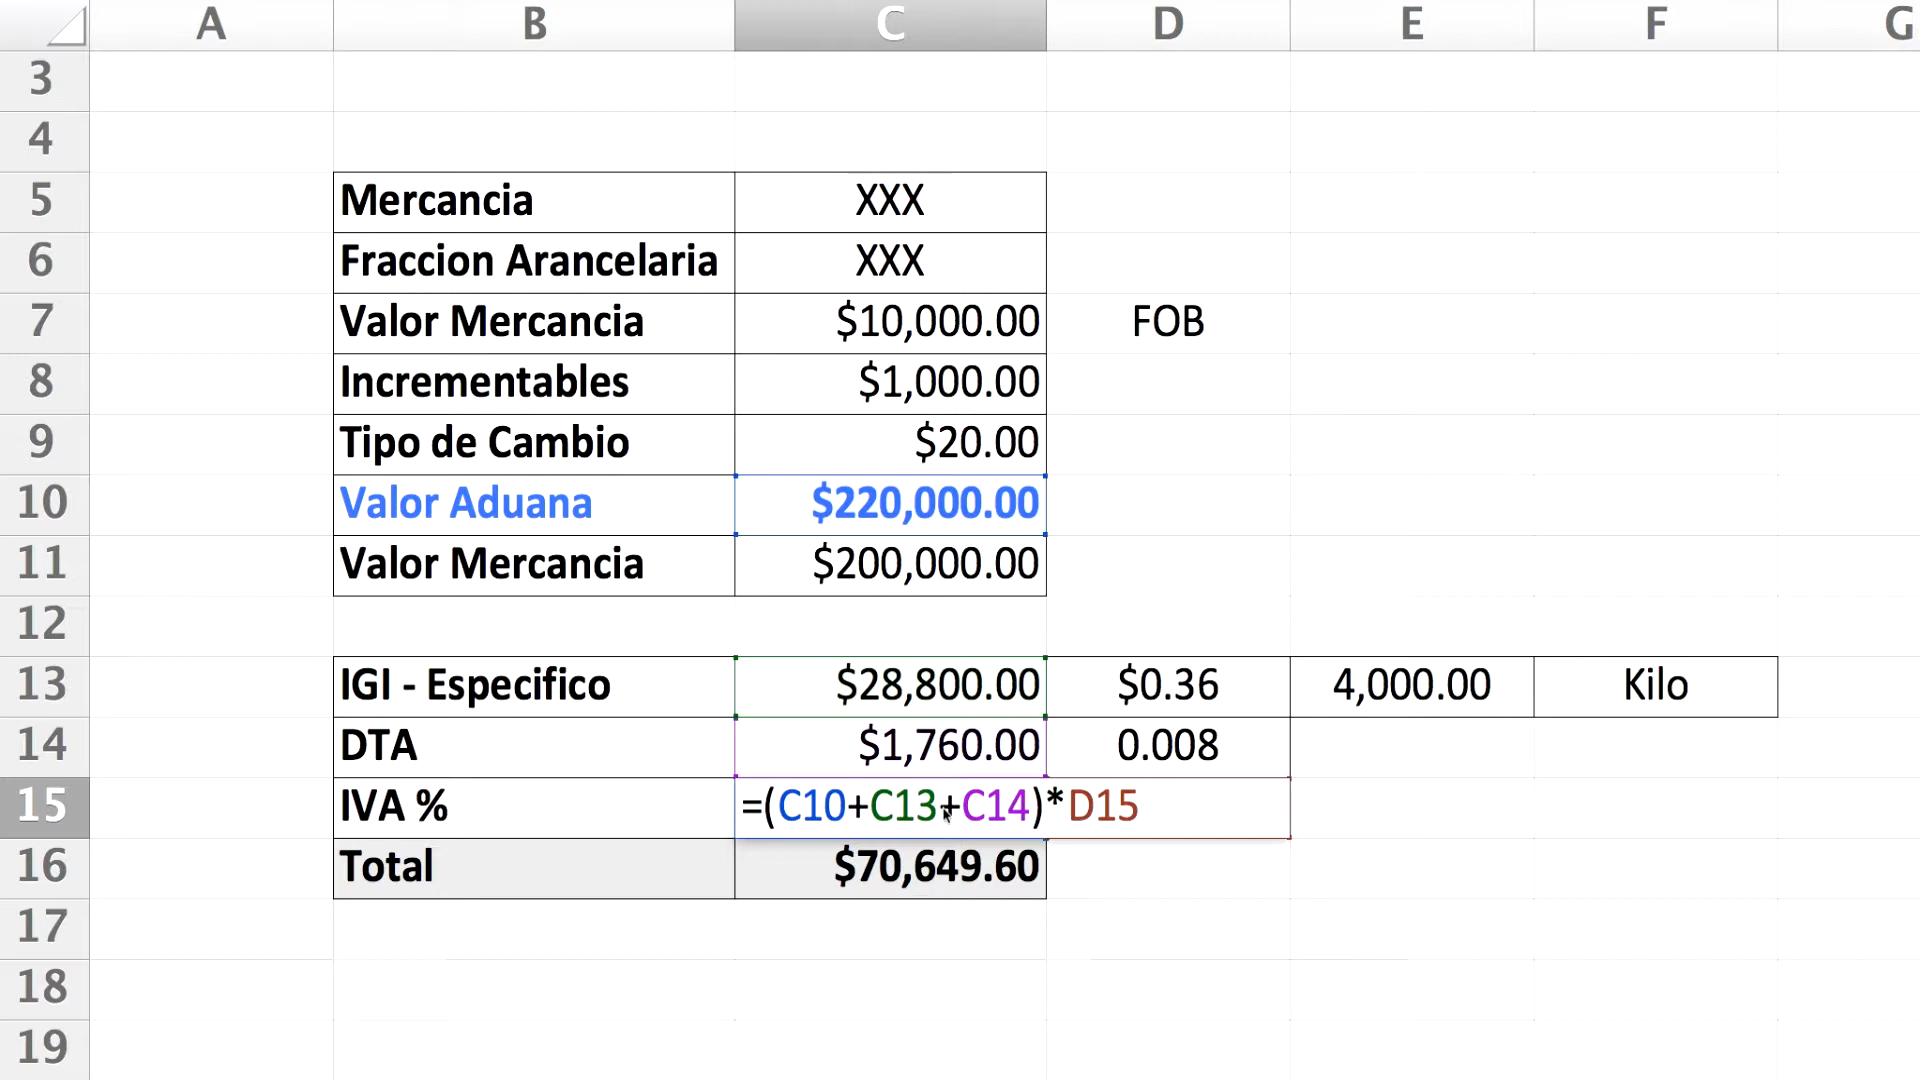 A B C D E F G
3
4
5 Mercancia XXX
6 Fraccion Arancelaria XXX
7 Valor Mercancia $10,000.00 FOB
8 Incrementables $1,000.00
9 Tipo de Cambio $20.00
10 Valor Aduana $220,000.00
11 Valor Mercancia $200,000.00
12
13 IGI - Especifico $28,800.00 $0.36 4,000.00 Kilo
14 DTA $1,760.00 0.008
15 IVA % =(C10+C13+C14)*D15
16 Total $70,649.60
17
18
19